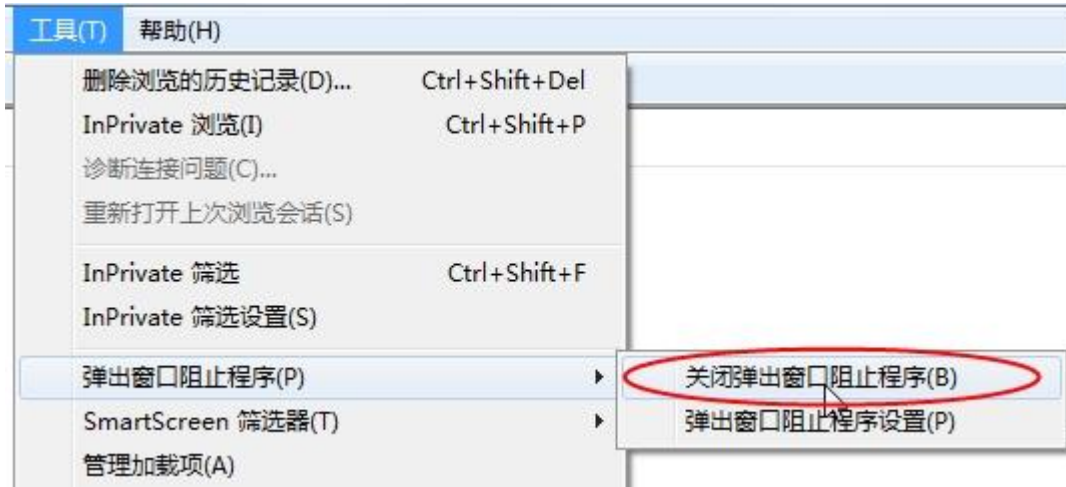 工具(T) 帮助(H)
删除浏览的历史记录(D)... Ctrl+Shift+Del
InPrivate 浏览(I) Ctrl+Shift+P
诊断连接问题(C)...
重新打开上次浏览会话(S)
InPrivate 筛选 Ctrl+Shift+F
InPrivate 筛选设置(S)
弹出窗口阻止程序(P) 关闭弹出窗口阻止程序(B)
SmartScreen 筛选器(T) 弹出窗口阻止程序设置(P)
管理加载项(A)